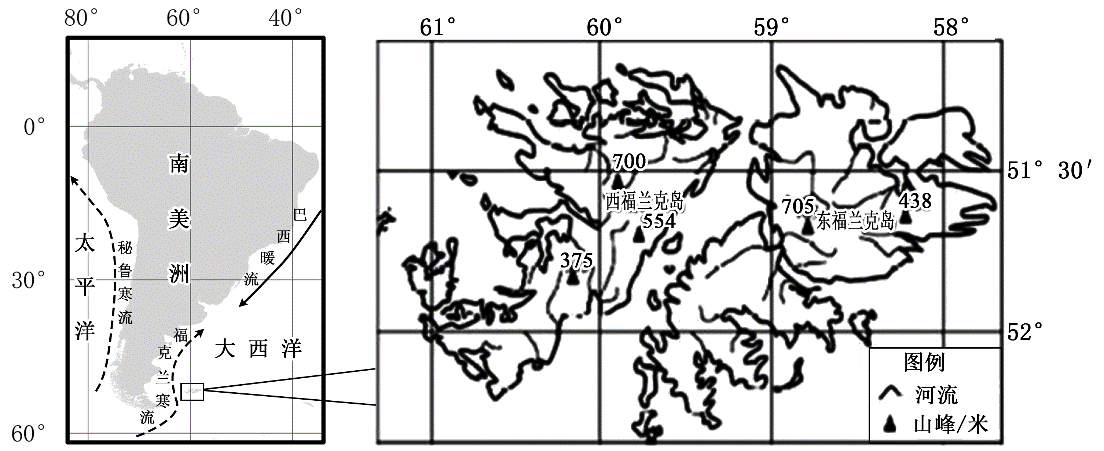 80° 60° 40°
0°
30°
60°
南美洲
太平洋
大西洋
秘鲁寒流
巴西暖流
福克兰寒流
61° 60° 59° 58°
51° 30′
52°
700
西福兰克岛
554
375
705
东福兰克岛
438
图例
河流
山峰/米